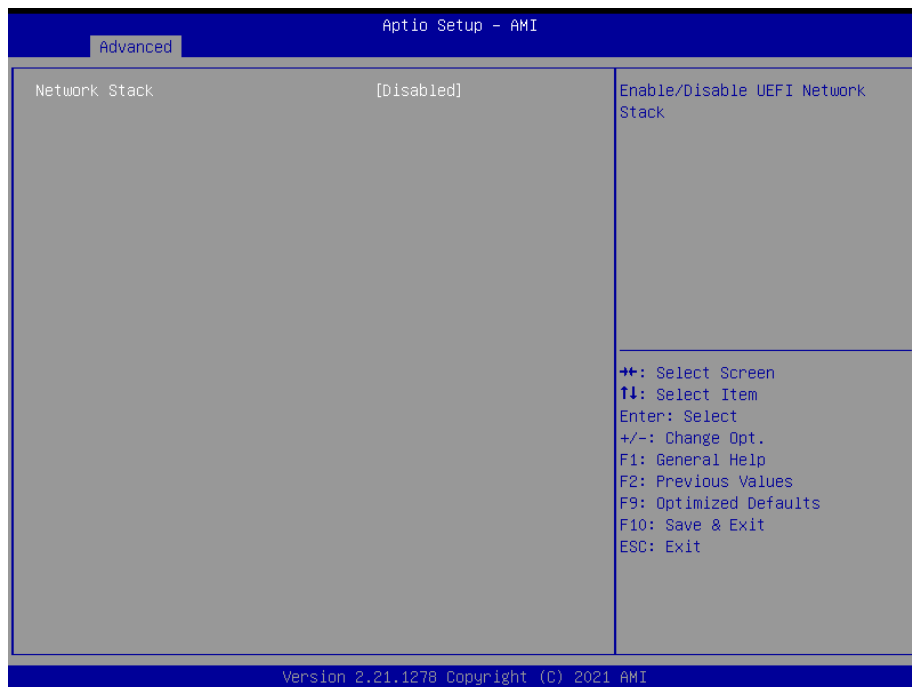 Aptio Setup – AMI
Advanced
Network Stack [Disabled]
Enable/Disable UEFI Network
Stack
→←: Select Screen
↑↓: Select Item
Enter: Select
+/-: Change Opt.
F1: General Help
F2: Previous Values
F9: Optimized Defaults
F10: Save & Exit
ESC: Exit
Version 2.21.1278 Copyright (C) 2021 AMI